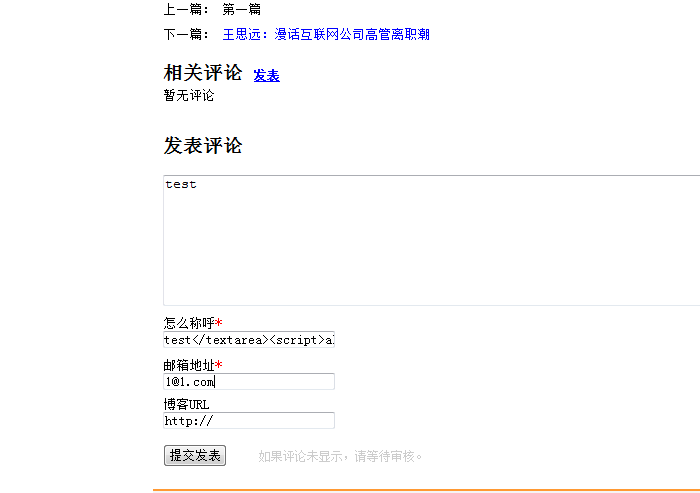 上一篇： 第一篇
下一篇： 王思远：漫话互联网公司高管离职潮
相关评论 发表
暂无评论
发表评论
test
怎么称呼*
test</textarea><script>al
邮箱地址*
1@1.com
博客URL
http://
提交发表 如果评论未显示，请等待审核。